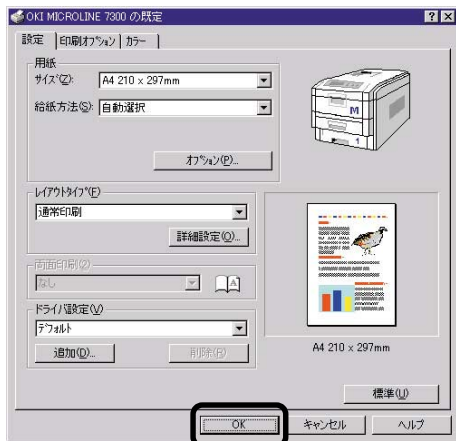 OKI MICROLINE 7300 の既定
設定 印刷オプション カラー
用紙
サイズ(Z): A4 210 x 297mm
給紙方法(S): 自動選択
オプション(P)...
M
1
レイアウトタイプ(F)
通常印刷
詳細設定(O)...
両面印刷(2)
なし
A
ドライバ設定(V)
デフォルト
追加(D)...
削除(R)
A4 210 x 297mm
標準(U)
OK キャンセル ヘルプ